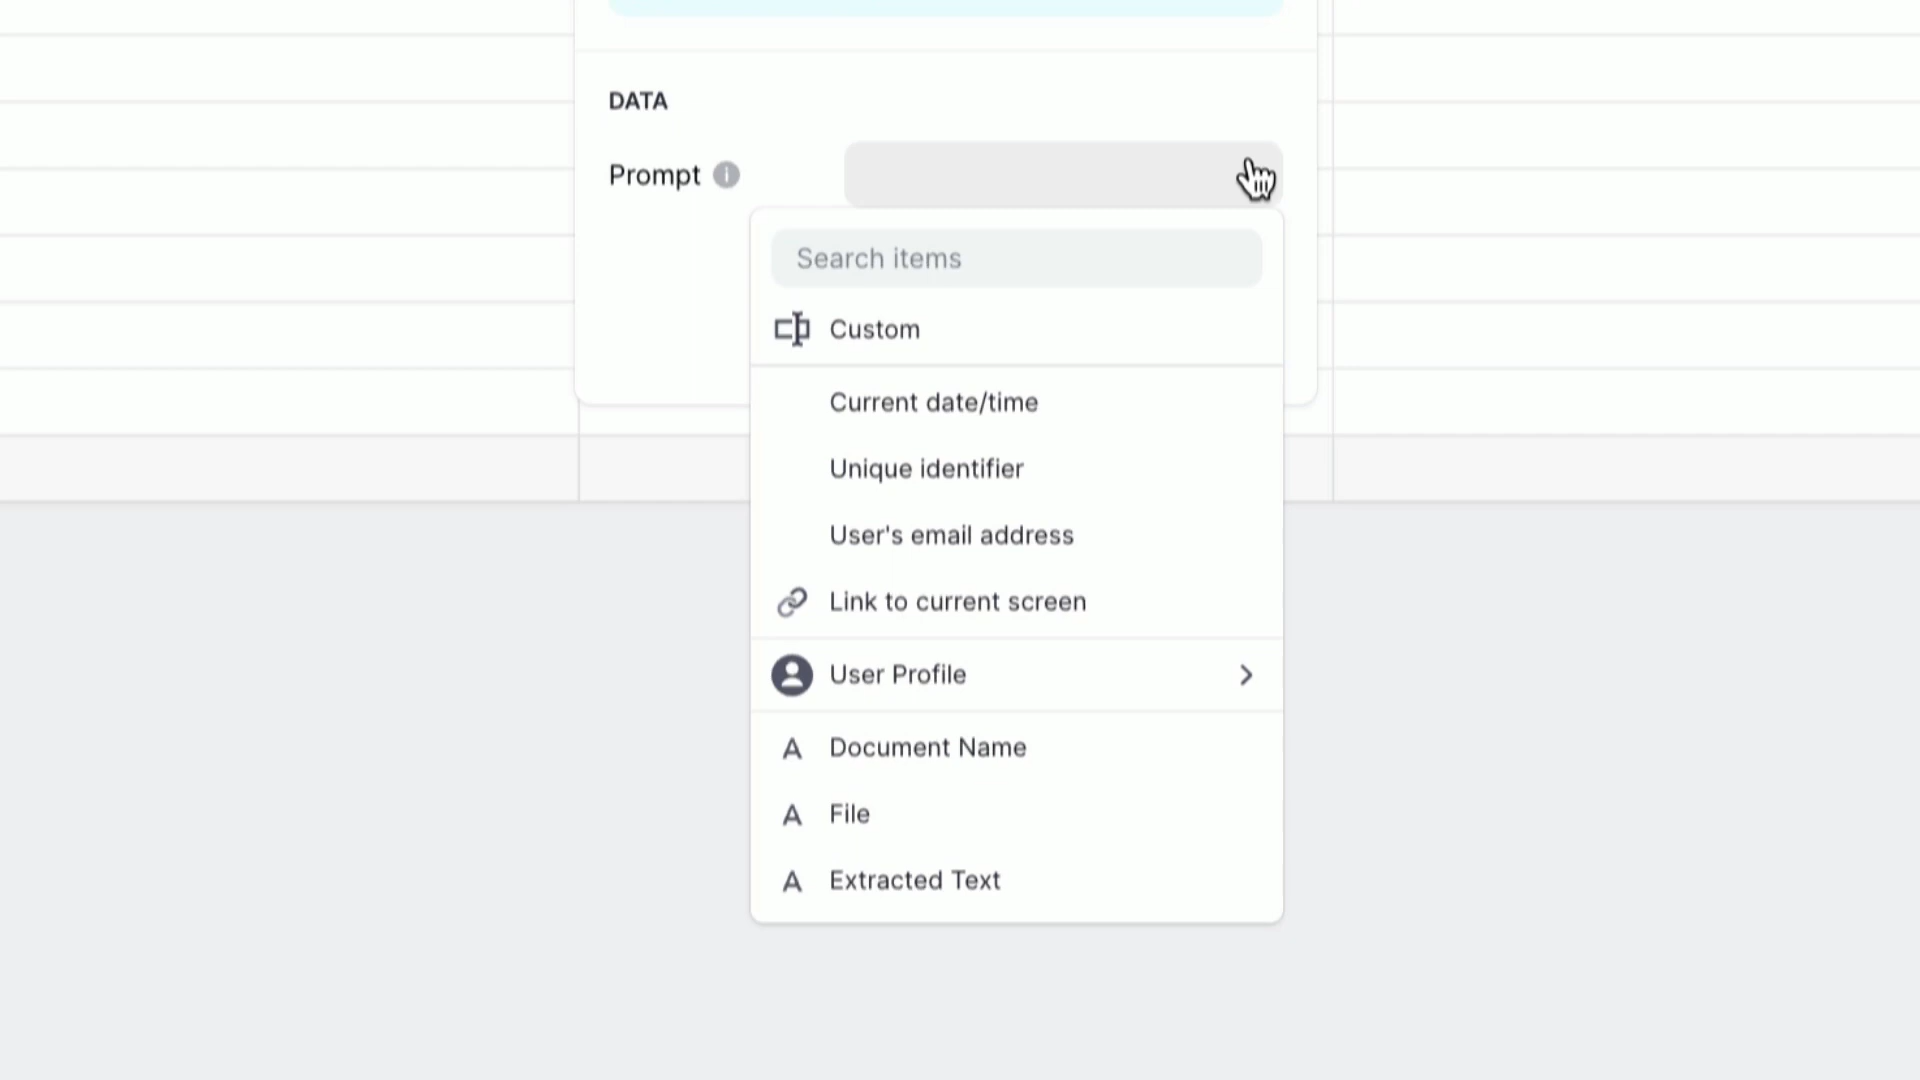 DATA
Prompt
Search items
Custom
Current date/time
Unique identifier
User's email address
Link to current screen
User Profile
A Document Name
A File
A Extracted Text